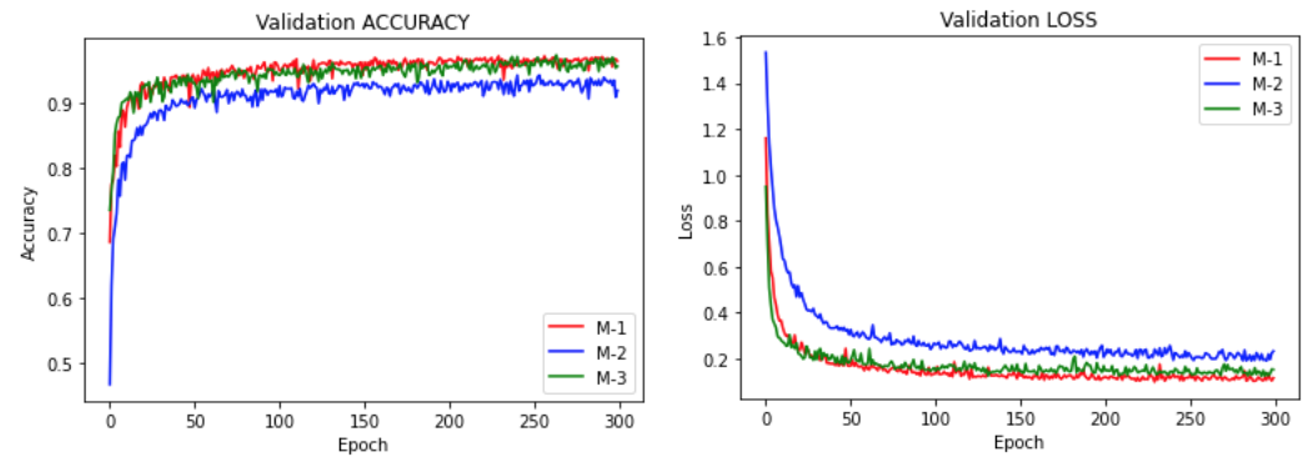 Validation ACCURACY
0.9
0.8
0.7
0.6
0.5
Accuracy
0 50 100 150 200 250 300
Epoch
M-1
M-2
M-3
Validation LOSS
1.6
1.4
1.2
1.0
0.8
0.6
0.4
0.2
Loss
0 50 100 150 200 250 300
Epoch
M-1
M-2
M-3